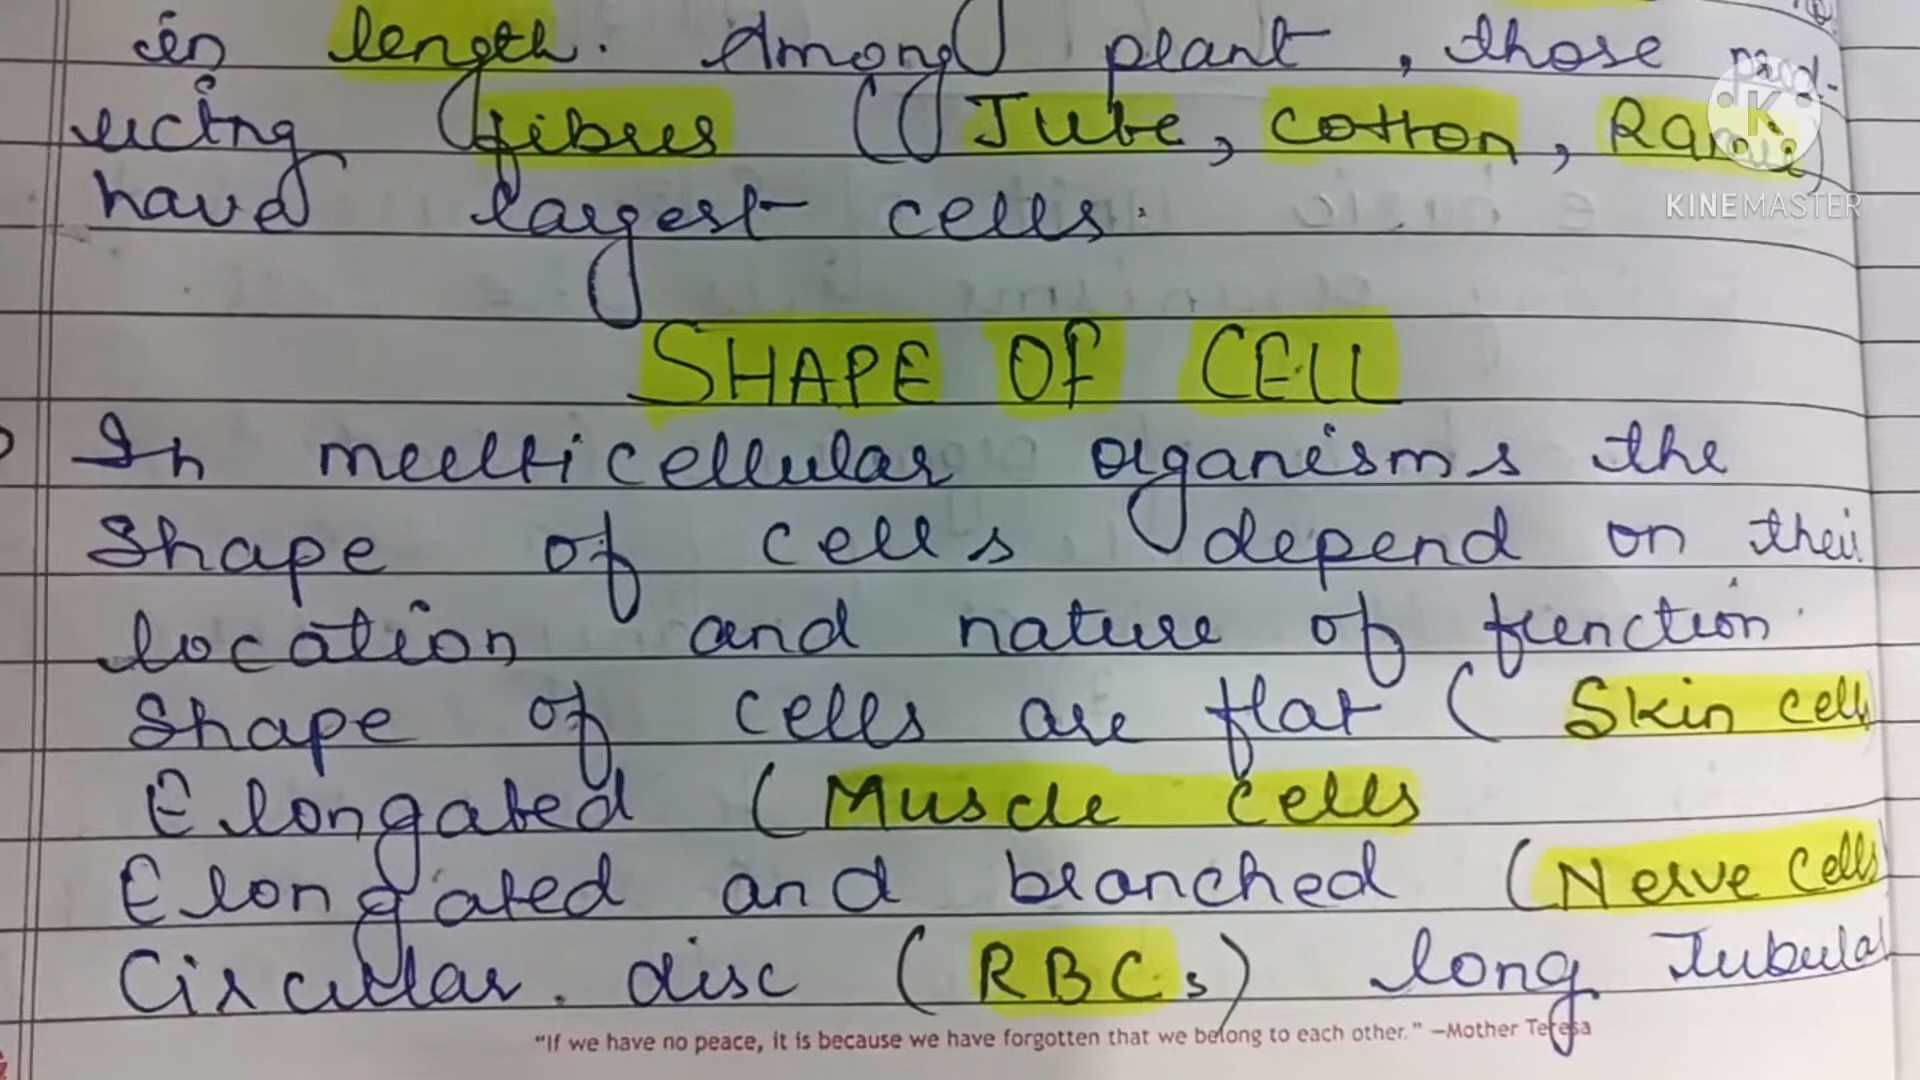 in length. Among plant, those prod-
ucing fibres (Jute, cotton, Rami)
have largest cells.
KINEMASTER
SHAPE OF CELL
In multicellular organisms the
Shape of cells depend on their
location and nature of function.
Shape of cells are flat (Skin cells
Elongated (Muscle cells
Elongated and branched (Nerve Cells
Circular disc (RBCs) long Tubular
"If we have no peace, it is because we have forgotten that we belong to each other." —Mother Teresa